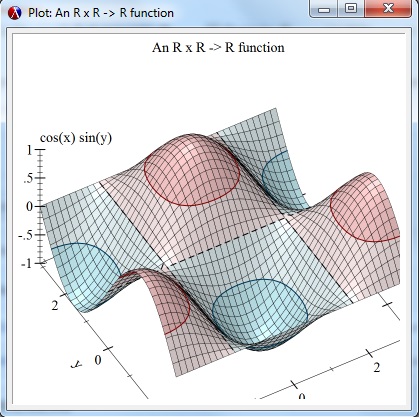 Plot: An R x R -> R function
An R x R -> R function
cos(x) sin(y)
1
.5
0
-.5
-1
2
0
y
0
2